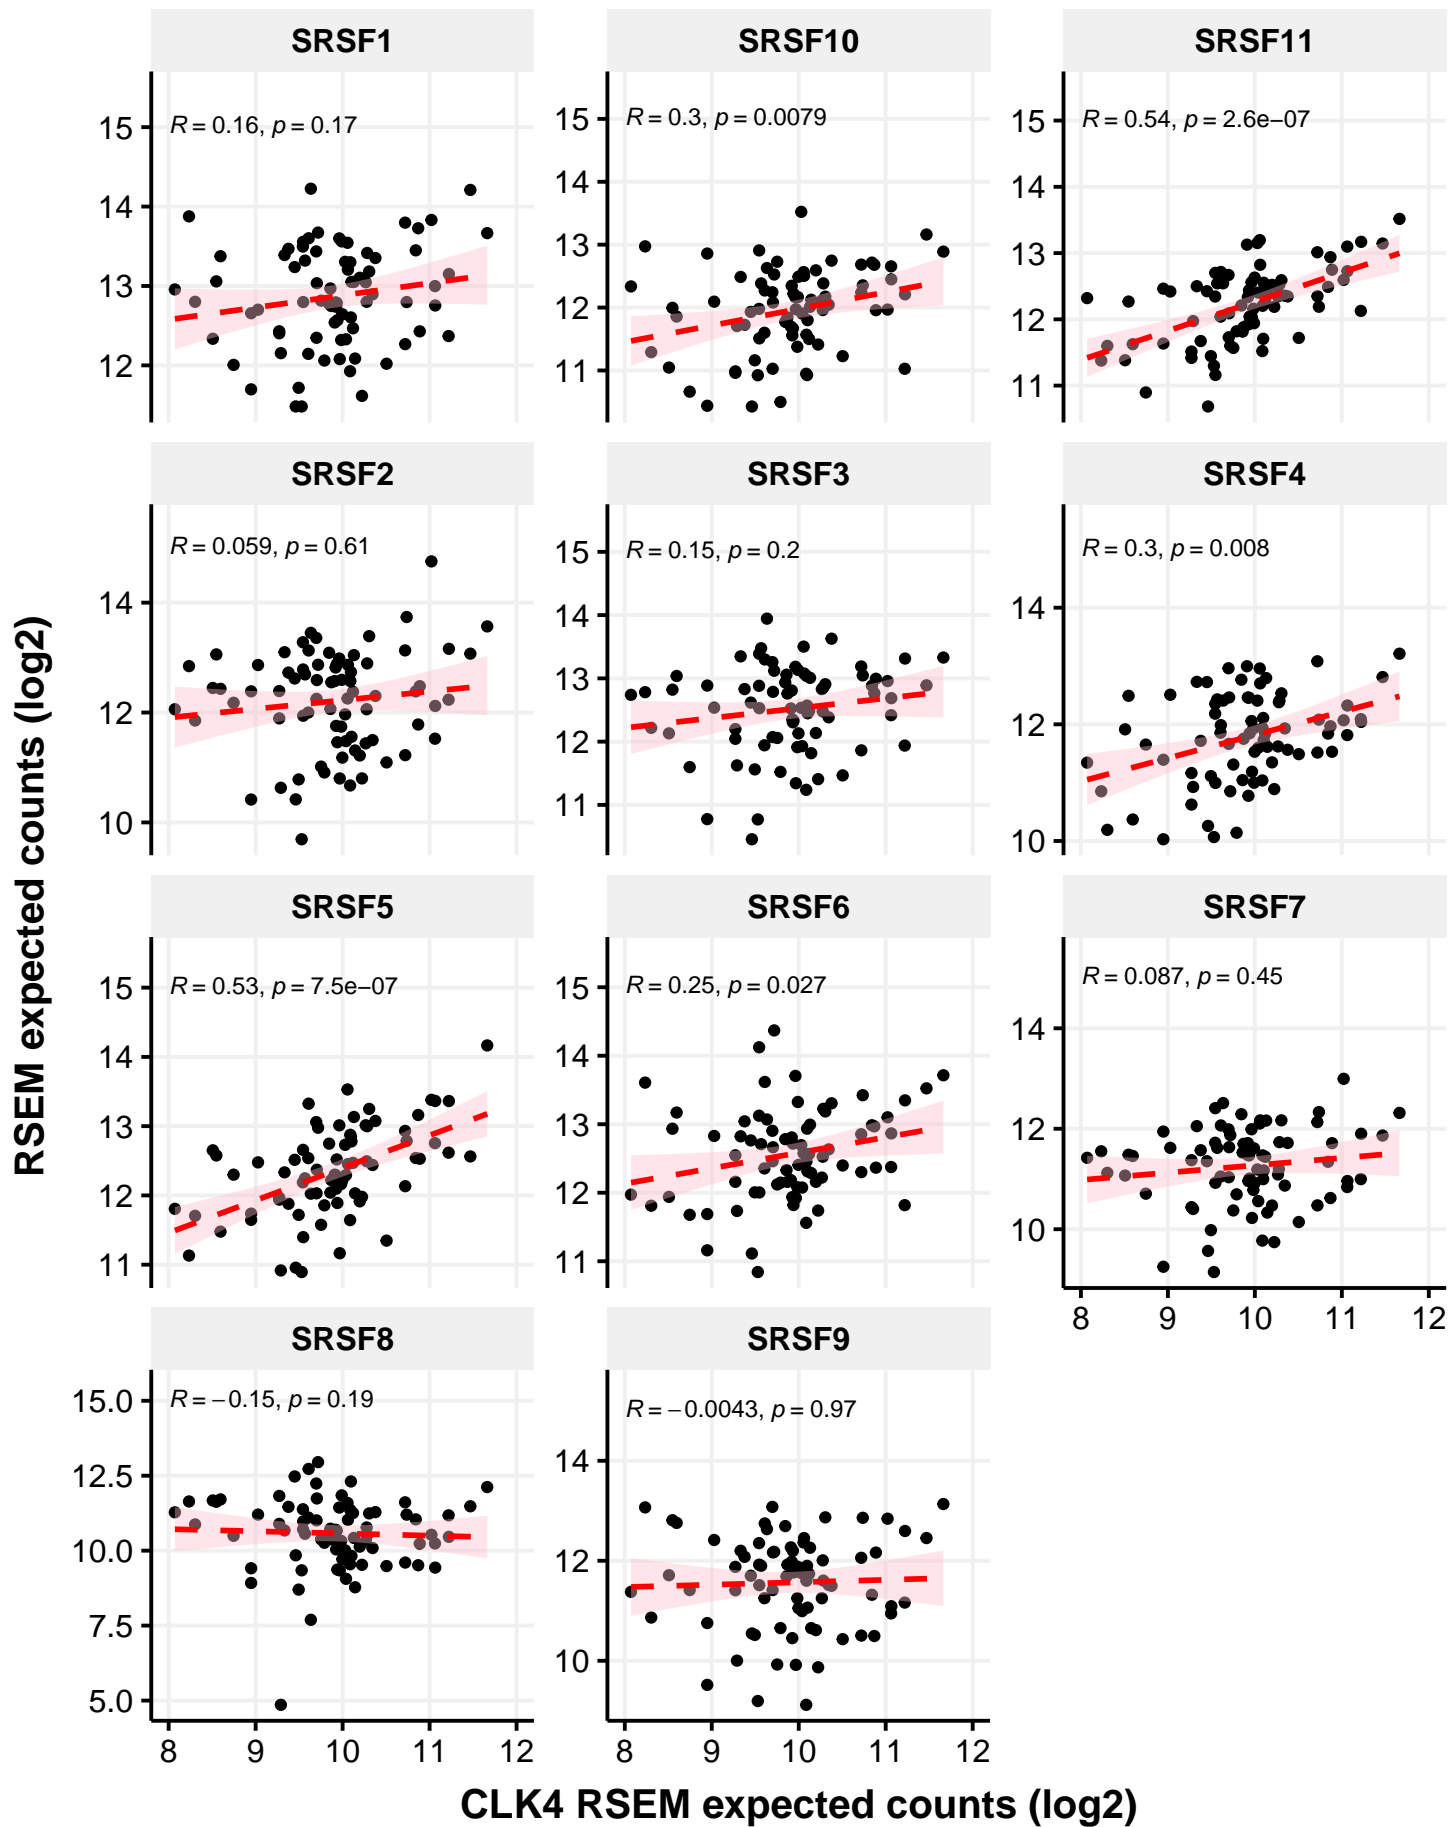 SRSF1
SRSF10
SRSF11
R = 0.16, p = 0.17
R = 0.3, p = 0.0079
R = 0.54, p = 2.6e−07
15
14
13
12
15
14
13
12
11
15
14
13
12
11
SRSF2
SRSF3
SRSF4
R = 0.059, p = 0.61
R = 0.15, p = 0.2
R = 0.3, p = 0.008
14
12
10
15
14
13
12
11
14
12
10
SRSF5
SRSF6
SRSF7
R = 0.53, p = 7.5e−07
R = 0.25, p = 0.027
R = 0.087, p = 0.45
15
14
13
12
11
15
14
13
12
11
14
12
10
8 9 10 11 12
SRSF8
SRSF9
R = −0.15, p = 0.19
R = −0.0043, p = 0.97
15.0
12.5
10.0
7.5
5.0
14
12
10
8 9 10 11 12
8 9 10 11 12
RSEM expected counts (log2)
CLK4 RSEM expected counts (log2)